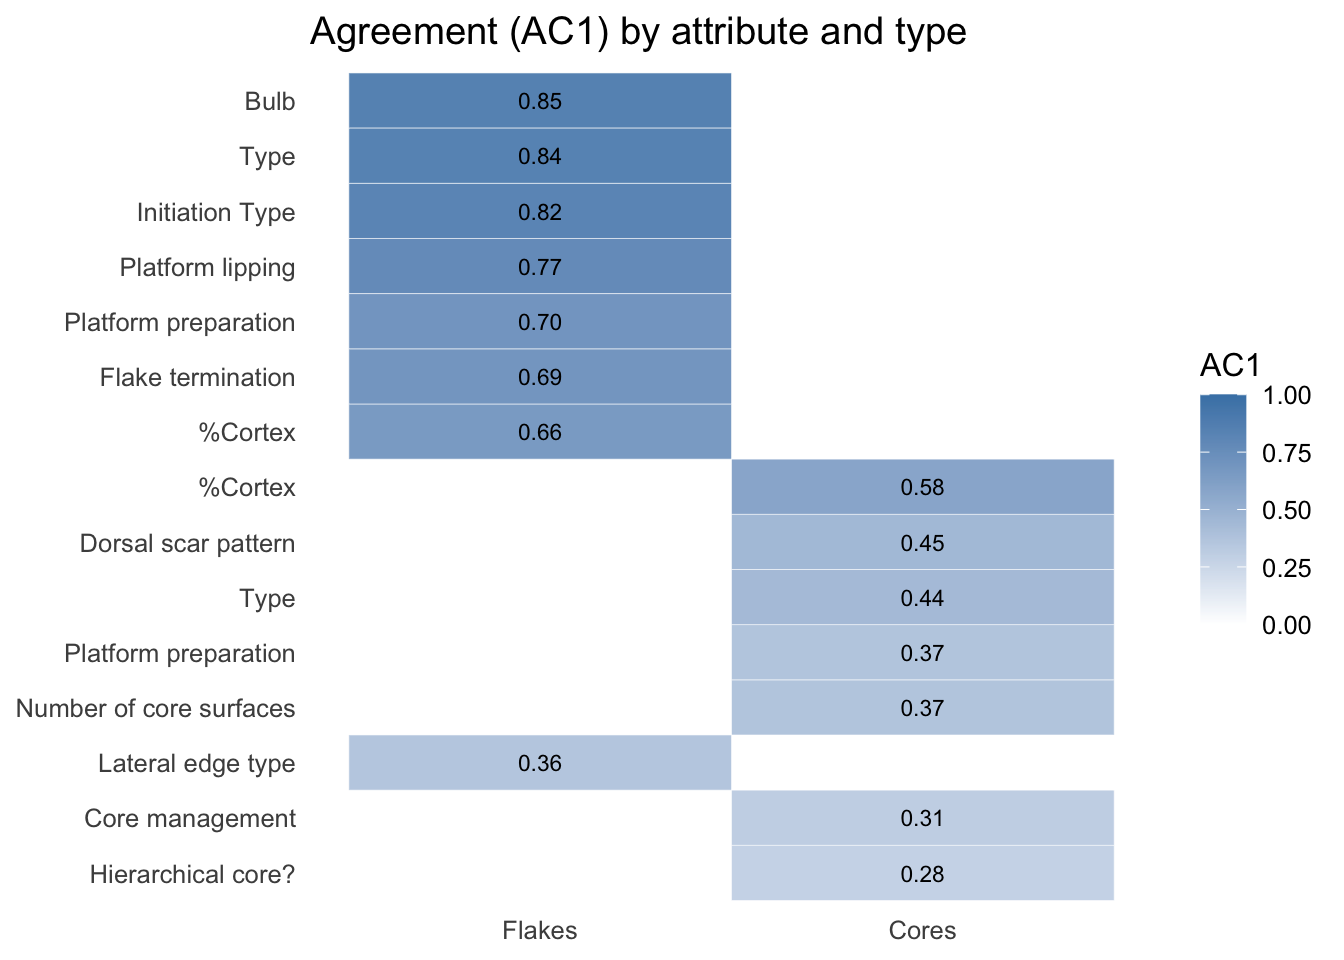 Agreement (AC1) by attribute and type
Bulb 0.85
Type 0.84
Initiation Type 0.82
Platform lipping 0.77
Platform preparation 0.70
Flake termination 0.69
%Cortex 0.66
%Cortex 0.58
Dorsal scar pattern 0.45
Type 0.44
Platform preparation 0.37
Number of core surfaces 0.37
Lateral edge type 0.36
Core management 0.31
Hierarchical core? 0.28
Flakes Cores
AC1
1.00
0.75
0.50
0.25
0.00